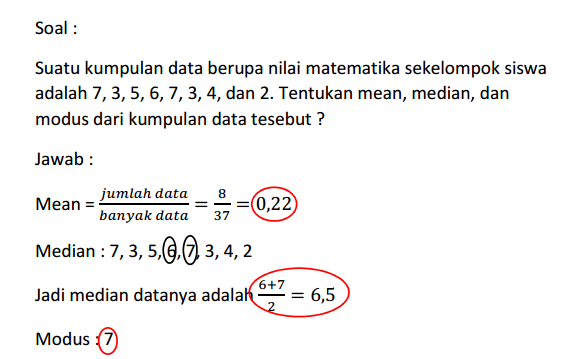 Soal :
Suatu kumpulan data berupa nilai matematika sekelompok siswa
adalah 7, 3, 5, 6, 7, 3, 4, dan 2. Tentukan mean, median, dan
modus dari kumpulan data tesebut ?
Jawab :
Mean = jumlah data / banyak data = 8/37 = 0,22
Median : 7, 3, 5, 6, 7, 3, 4, 2
Jadi median datanya adalah 6+7/2 = 6,5
Modus : 7